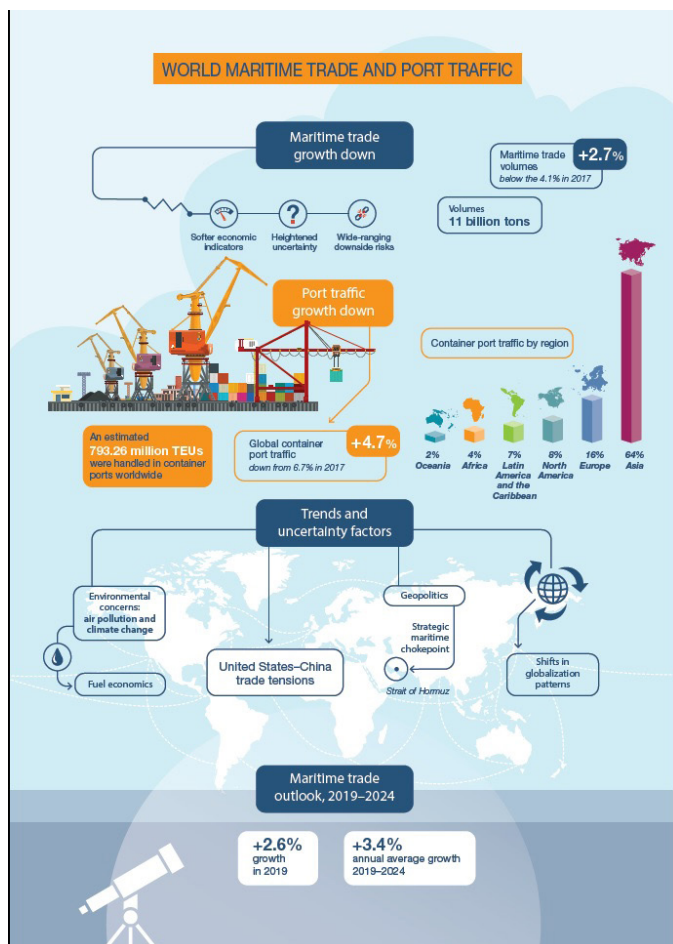 WORLD MARITIME TRADE AND PORT TRAFFIC
Maritime trade
growth down
Maritime trade
volumes
below the 4.1% in 2017
+2.7%
Volumes
11 billion tons
Softer economic
indicators
Heightened
uncertainty
Wide-ranging
downside risks
?
Port traffic
growth down
Container port traffic by region
An estimated
793.26 million TEUs
were handled in container
ports worldwide
Global container
port traffic
down from 6.7% in 2017
+4.7%
2%
Oceania
4%
Africa
7%
Latin
America
and the
Caribbean
8%
North
America
16%
Europe
64%
Asia
Trends and
uncertainty factors
Environmental
concerns:
air pollution and
climate change
Fuel economics
United States–China
trade tensions
Geopolitics
Strategic
maritime
chokepoint
Strait of Hormuz
Shifts in
globalization
patterns
Maritime trade
outlook, 2019–2024
+2.6%
growth
in 2019
+3.4%
annual average growth
2019–2024